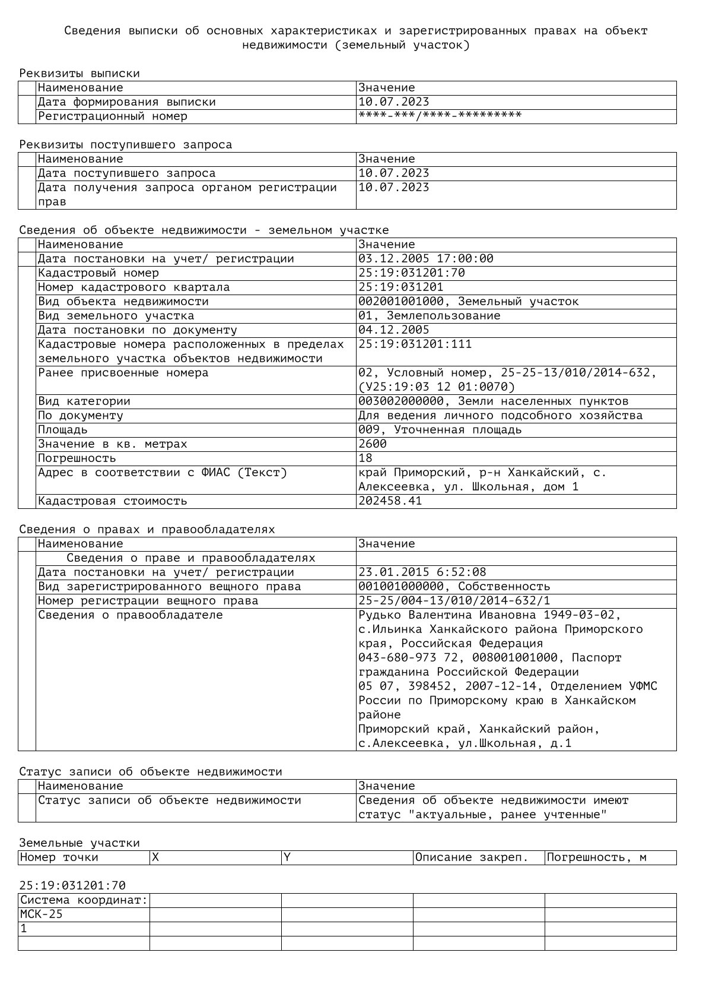 Сведения выписки об основных характеристиках и зарегистрированных правах на объект
недвижимости (земельный участок)
Реквизиты выписки
Наименование Значение
Дата формирования выписки 10.07.2023
Регистрационный номер ****-***/****-*********
Реквизиты поступившего запроса
Наименование Значение
Дата поступившего запроса 10.07.2023
Дата получения запроса органом регистрации 10.07.2023
прав
Сведения об объекте недвижимости - земельном участке
Наименование Значение
Дата постановки на учет/ регистрации 03.12.2005 17:00:00
Кадастровый номер 25:19:031201:70
Номер кадастрового квартала 25:19:031201
Вид объекта недвижимости 002001001000, Земельный участок
Вид земельного участка 01, Землепользование
Дата постановки по документу 04.12.2005
Кадастровые номера расположенных в пределах 25:19:031201:111
земельного участка объектов недвижимости
Ранее присвоенные номера 02, Условный номер, 25-25-13/010/2014-632,
(У25:19:03 12 01:0070)
Вид категории 003002000000, Земли населенных пунктов
По документу Для ведения личного подсобного хозяйства
Площадь 009, Уточненная площадь
Значение в кв. метрах 2600
Погрешность 18
Адрес в соответствии с ФИАС (Текст) край Приморский, р-н Ханкайский, с.
Алексеевка, ул. Школьная, дом 1
Кадастровая стоимость 202458.41
Сведения о правах и правообладателях
Наименование Значение
Сведения о праве и правообладателях
Дата постановки на учет/ регистрации 23.01.2015 6:52:08
Вид зарегистрированного вещного права 001001000000, Собственность
Номер регистрации вещного права 25-25/004-13/010/2014-632/1
Сведения о правообладателе Рудько Валентина Ивановна 1949-03-02,
с.Ильинка Ханкайского района Приморского
края, Российская Федерация
043-680-973 72, 008001001000, Паспорт
гражданина Российской Федерации
05 07, 398452, 2007-12-14, Отделением УФМС
России по Приморскому краю в Ханкайском
районе
Приморский край, Ханкайский район,
с.Алексеевка, ул.Школьная, д.1
Статус записи об объекте недвижимости
Наименование Значение
Статус записи об объекте недвижимости Сведения об объекте недвижимости имеют
статус "актуальные, ранее учтенные"
Земельные участки
Номер точки X Y Описание закреп. Погрешность, м
25:19:031201:70
Система координат:
МСК-25
1